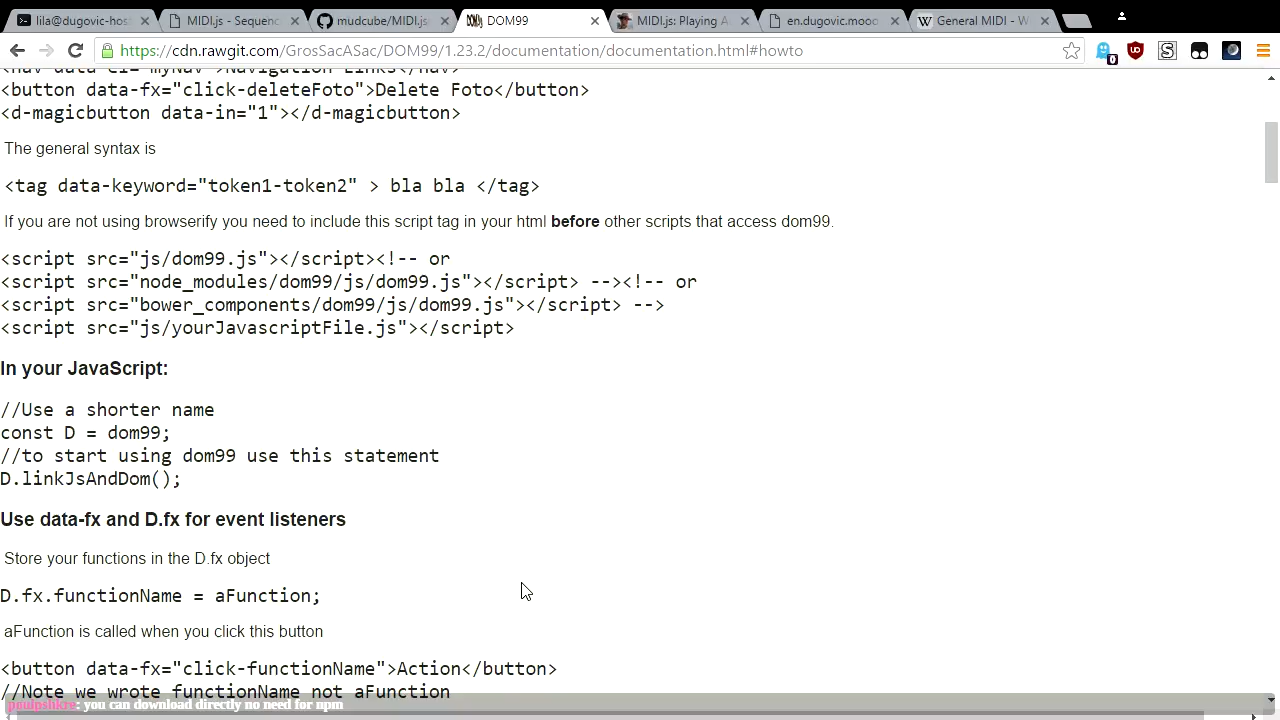 lila@dugovic-hos
MIDI.js - Sequenc
mudcube/MIDI.js
DOM99
MIDI.js: Playing A
en.dugovic.mooo
General MIDI - W
https://cdn.rawgit.com/GrosSacASac/DOM99/1.23.2/documentation/documentation.html#howto
<button data-fx="click-deleteFoto">Delete Foto</button>
<d-magicbutton data-in="1"></d-magicbutton>
The general syntax is
<tag data-keyword="token1-token2" > bla bla </tag>
If you are not using browserify you need to include this script tag in your html before other scripts that access dom99.
<script src="js/dom99.js"></script><!-- or
<script src="node_modules/dom99/js/dom99.js"></script> --><!-- or
<script src="bower_components/dom99/js/dom99.js"></script> -->
<script src="js/yourJavascriptFile.js"></script>
In your JavaScript:
//Use a shorter name
const D = dom99;
//to start using dom99 use this statement
D.linkJsAndDom();
Use data-fx and D.fx for event listeners
Store your functions in the D.fx object
D.fx.functionName = aFunction;
aFunction is called when you click this button
<button data-fx="click-functionName">Action</button>
//Note we wrote functionName not aFunction
: you can download directly no need for npm